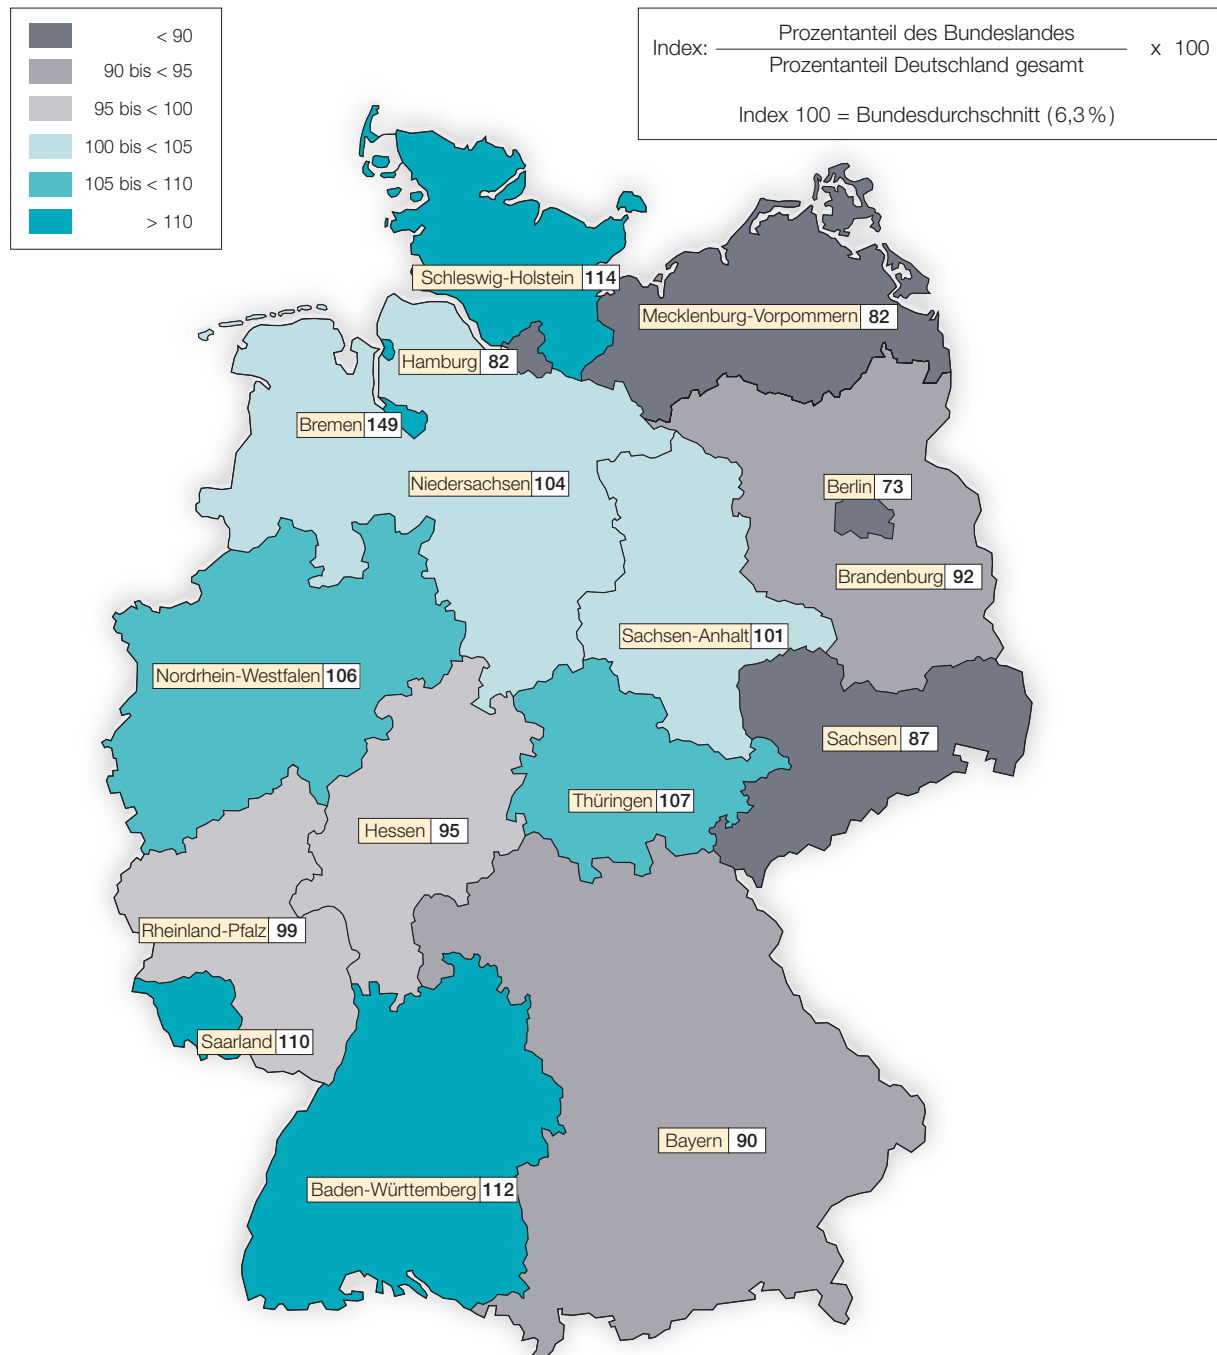 < 90
90 bis < 95
95 bis < 100
100 bis < 105
105 bis < 110
> 110
Index: Prozentanteil des Bundeslandes x 100
Prozentanteil Deutschland gesamt
Index 100 = Bundesdurchschnitt (6,3 %)
Schleswig-Holstein 114
Mecklenburg-Vorpommern 82
Hamburg 82
Bremen 149
Niedersachsen 104
Berlin 73
Brandenburg 92
Sachsen-Anhalt 101
Nordrhein-Westfalen 106
Sachsen 87
Thüringen 107
Hessen 95
Rheinland-Pfalz 99
Saarland 110
Bayern 90
Baden-Württemberg 112